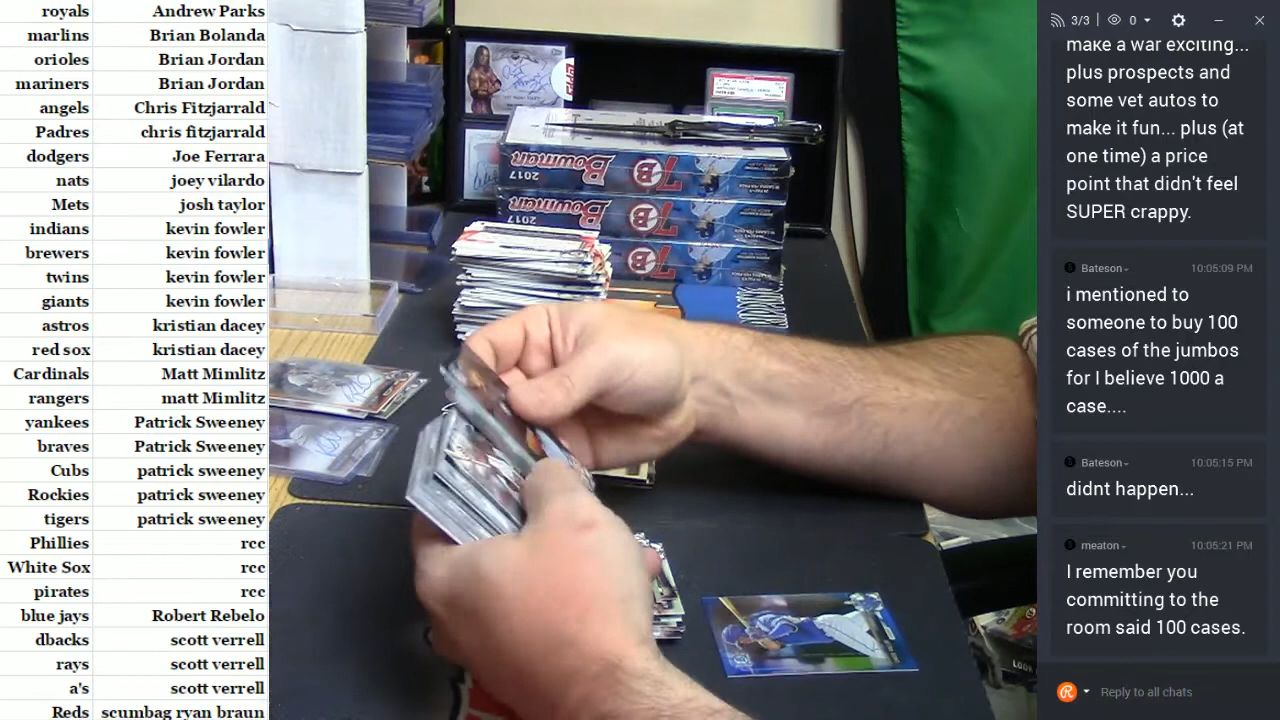 royals Andrew Parks
marlins Brian Bolanda
orioles Brian Jordan
mariners Brian Jordan
angels Chris Fitzjarrald
Padres chris fitzjarrald
dodgers Joe Ferrara
nats joey vilardo
Mets josh taylor
indians kevin fowler
brewers kevin fowler
twins kevin fowler
giants kevin fowler
astros kristian dacey
red sox kristian dacey
Cardinals Matt Mimlitz
rangers matt Mimlitz
yankees Patrick Sweeney
braves Patrick Sweeney
Cubs patrick sweeney
Rockies patrick sweeney
tigers patrick sweeney
Phillies rcc
White Sox rcc
pirates rcc
blue jays Robert Rebelo
dbacks scott verrell
rays scott verrell
a's scott verrell
Reds scumbag ryan braun
topps
2017 Bowman
2017 Bowman
3/3 0
make a war exciting...
plus prospects and
some vet autos to
make it fun... plus (at
one time) a price
point that didn't feel
SUPER crappy.
Bateson 10:05:09 PM
i mentioned to
someone to buy 100
cases of the jumbos
for I believe 1000 a
case....
Bateson 10:05:15 PM
didnt happen...
meaton 10:05:21 PM
I remember you
committing to the
room said 100 cases.
Reply to all chats